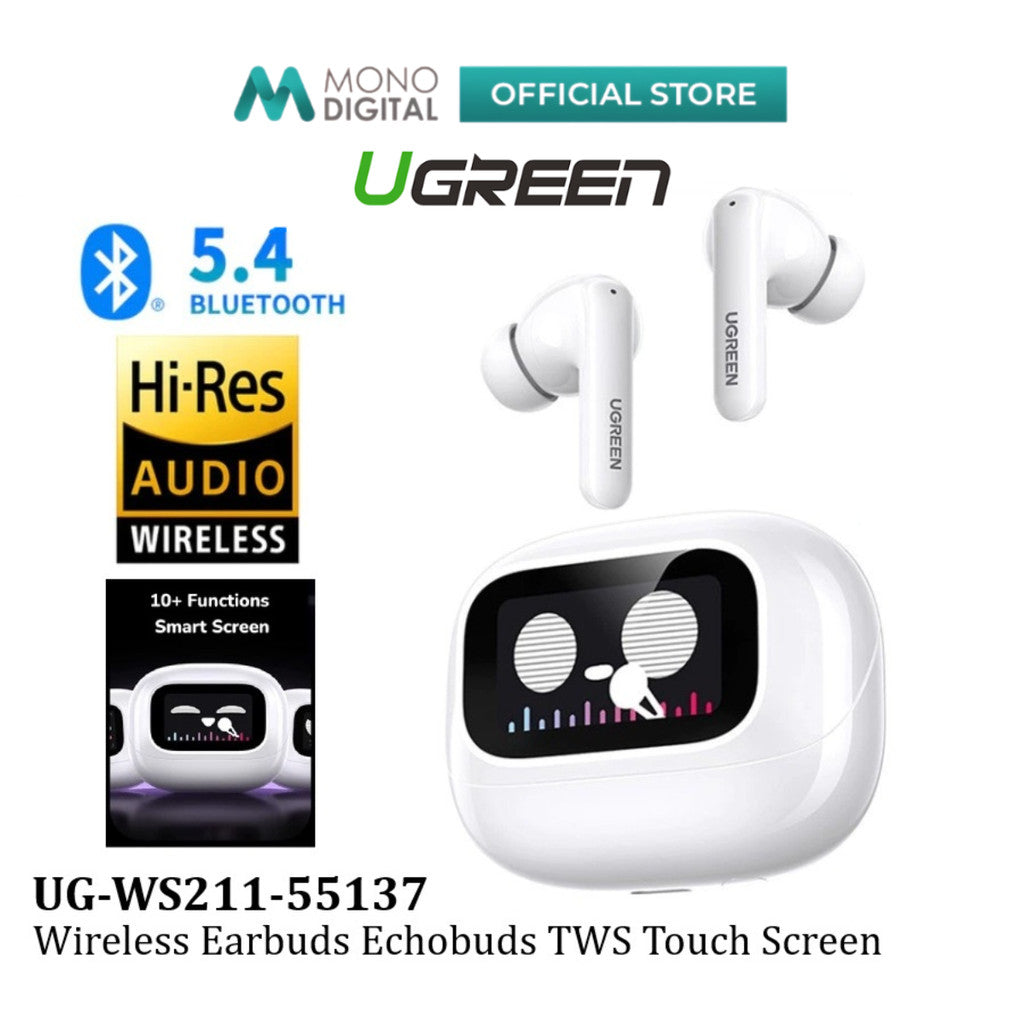 MONO
DIGITAL
OFFICIAL STORE
UGREEN
5.4
BLUETOOTH
®
UGREEN
UGREEN
Hi-Res
AUDIO
WIRELESS
10+ Functions
Smart Screen
UG-WS211-55137
Wireless Earbuds Echobuds TWS Touch Screen